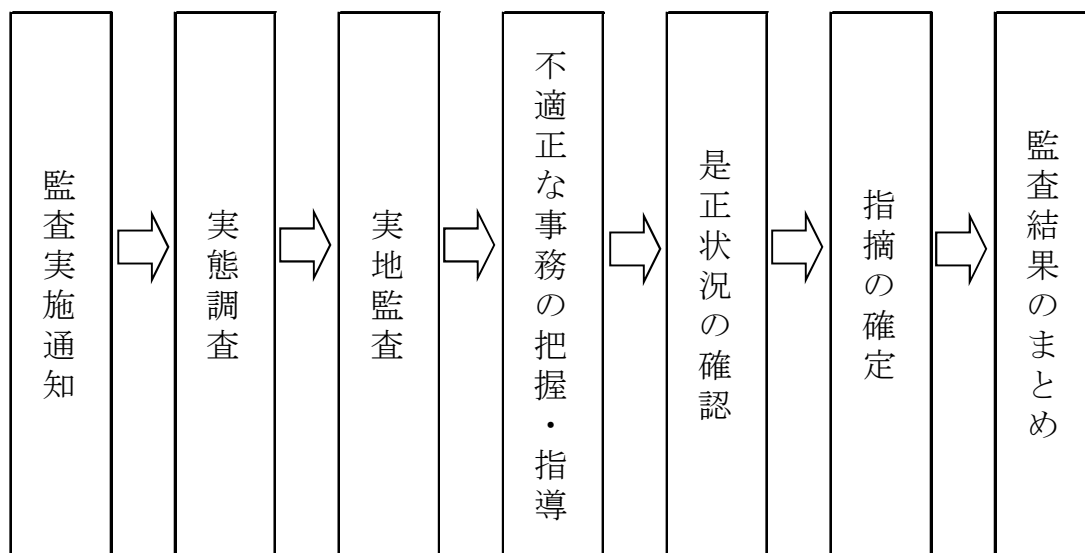 監査実施通知
実態調査
実地監査
不適正な事務の把握・指導
是正状況の確認
指摘の確定
監査結果のまとめ